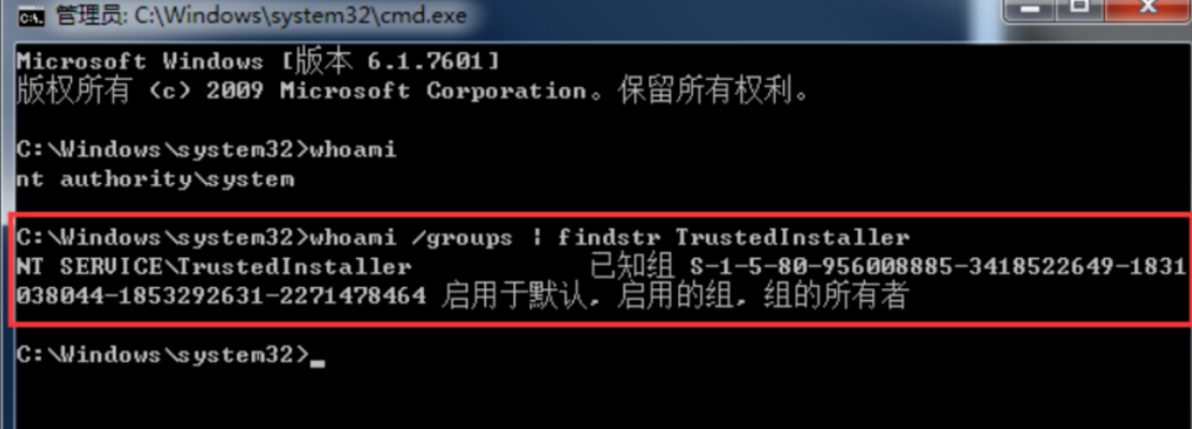 管理员: C:\Windows\system32\cmd.exe
Microsoft Windows [版本 6.1.7601]
版权所有 (c) 2009 Microsoft Corporation。保留所有权利。
C:\Windows\system32>whoami
nt authority\system
C:\Windows\system32>whoami /groups | findstr TrustedInstaller
NT SERVICE\TrustedInstaller 已知组 S-1-5-80-956008885-3418522649-1831
038044-1853292631-2271478464 启用于默认, 启用的组, 组的所有者
C:\Windows\system32>_